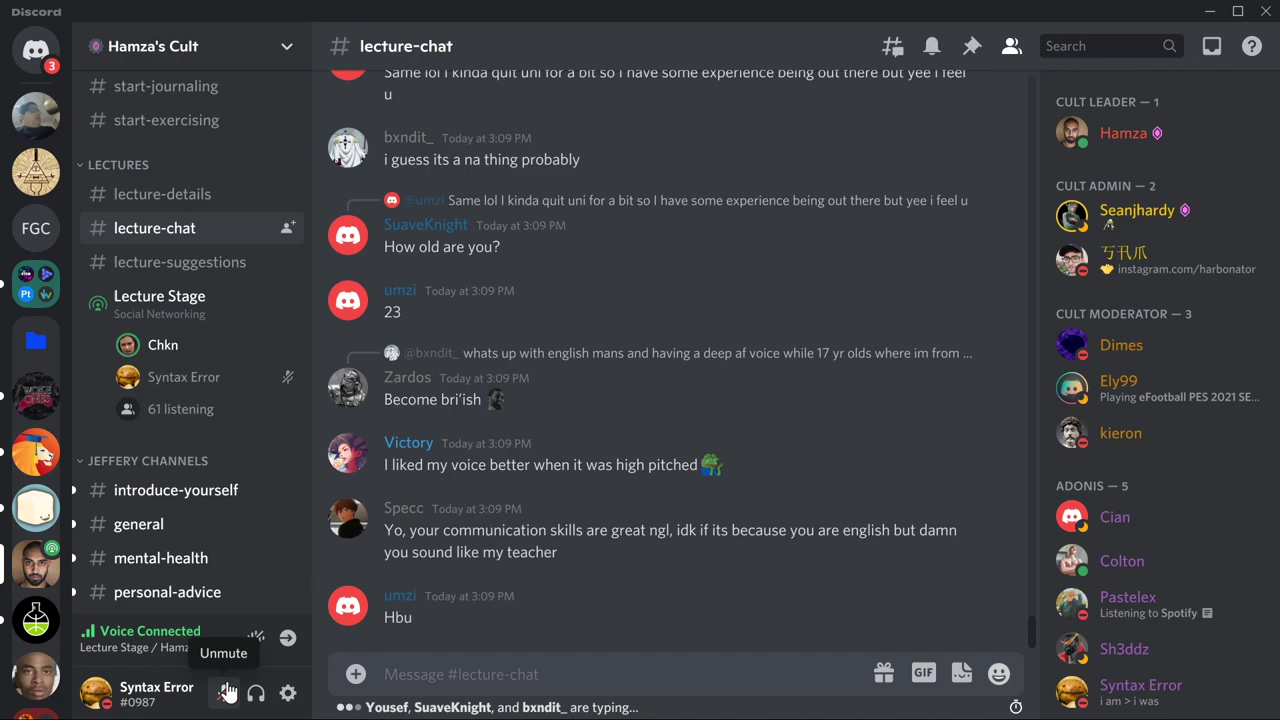 Discord
3
FGC
Hamza's Cult
start-journaling
start-exercising
LECTURES
lecture-details
lecture-chat
lecture-suggestions
Lecture Stage
Social Networking
Chkn
Syntax Error
61 listening
JEFFERY CHANNELS
introduce-yourself
general
mental-health
personal-advice
Voice Connected
Lecture Stage / Hamz
Unmute
Syntax Error
#0987
lecture-chat
Search
Same lol I kinda quit uni for a bit so I have some experience being out there but yee i feel
u
bxndit_ Today at 3:09 PM
i guess its a na thing probably
@umzi Same lol I kinda quit uni for a bit so I have some experience being out there but yee i feel u
SuaveKnight Today at 3:09 PM
How old are you?
umzi Today at 3:09 PM
23
@bxndit_ whats up with english mans and having a deep af voice while 17 yr olds where im from ...
Zardos Today at 3:09 PM
Become bri'ish
Victory Today at 3:09 PM
I liked my voice better when it was high pitched
Specc Today at 3:09 PM
Yo, your communication skills are great ngl, idk if its because you are english but damn
you sound like my teacher
umzi Today at 3:09 PM
Hbu
Message #lecture-chat
GIF
Yousef, SuaveKnight, and bxndit_ are typing...
CULT LEADER — 1
Hamza
CULT ADMIN — 2
Seanjhardy
instagram.com/harbonator
CULT MODERATOR — 3
Dimes
Ely99
Playing eFootball PES 2021 SE...
kieron
ADONIS — 5
Cian
Colton
Pastelex
Listening to Spotify
Sh3ddz
Syntax Error
i am > i was